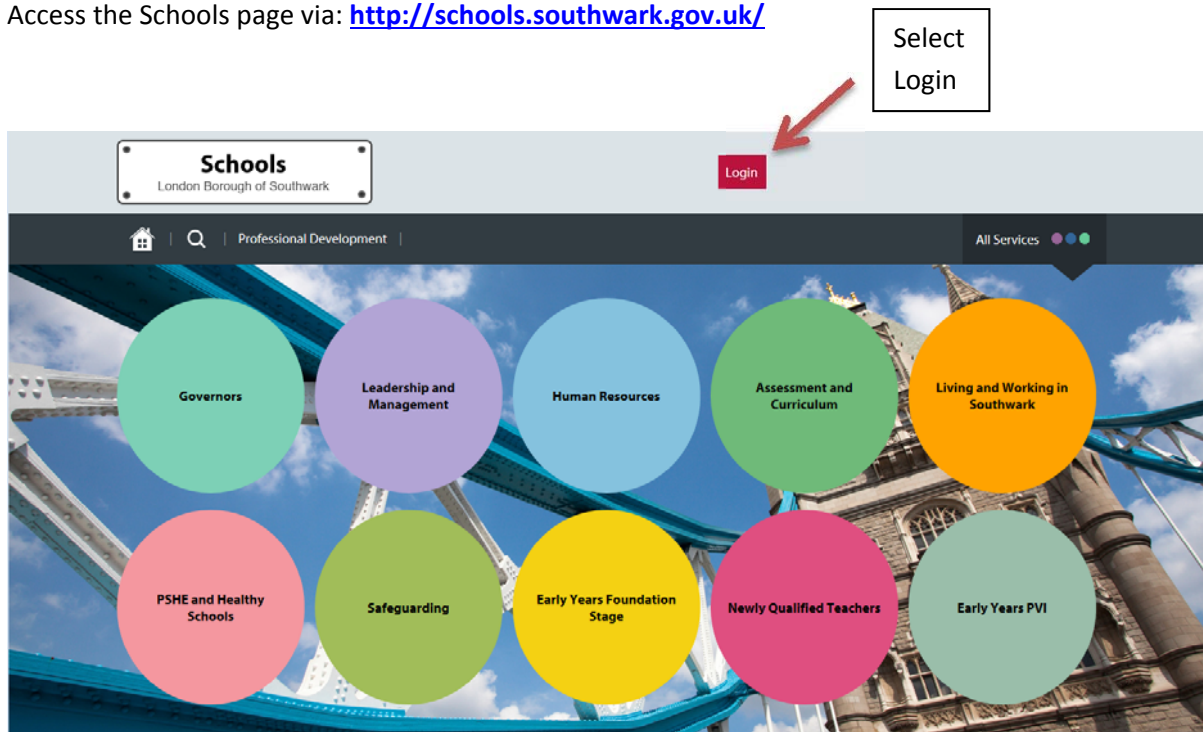 Access the Schools page via: http://schools.southwark.gov.uk/
Select
Login
Schools
London Borough of Southwark
Login
Professional Development
All Services
Governors
Leadership and
Management
Human Resources
Assessment and
Curriculum
Living and Working in
Southwark
PSHE and Healthy
Schools
Safeguarding
Early Years Foundation
Stage
Newly Qualified Teachers
Early Years PVI